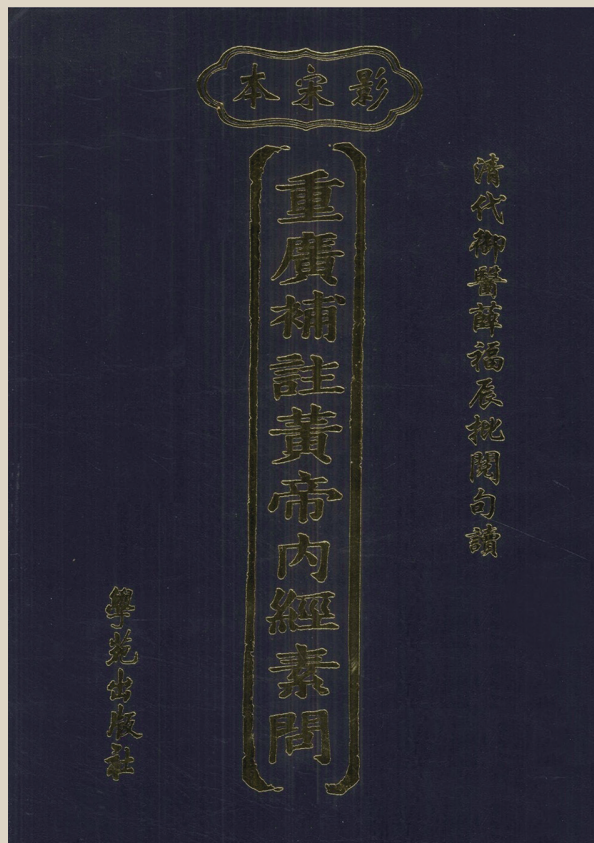 影宋本
清代御醫薛福辰批閱句讀
重廣補註黃帝内經素問
學苑出版社